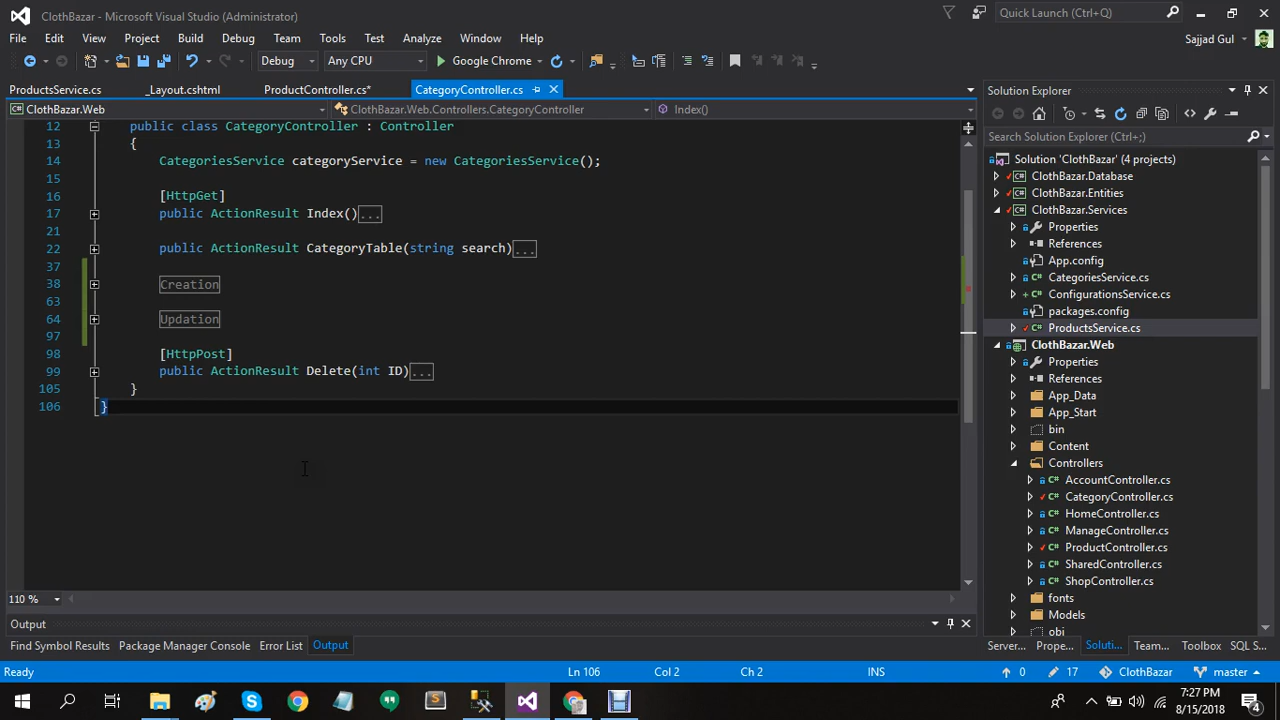 ClothBazar - Microsoft Visual Studio (Administrator)
Quick Launch (Ctrl+Q)
File Edit View Project Build Debug Team Tools Test Analyze Window Help
Sajjad Gul
Debug Any CPU Google Chrome
ProductsService.cs _Layout.cshtml ProductController.cs* CategoryController.cs
ClothBazar.Web ClothBazar.Web.Controllers.CategoryController Index()
12 public class CategoryController : Controller
13 {
14 CategoriesService categoryService = new CategoriesService();
15
16 [HttpGet]
17 public ActionResult Index()...
21
22 public ActionResult CategoryTable(string search)...
37
38 Creation
63
64 Updation
97
98 [HttpPost]
99 public ActionResult Delete(int ID)...
105 }
106 }
110 %
Output
Find Symbol Results Package Manager Console Error List Output
Solution Explorer
Search Solution Explorer (Ctrl+;)
Solution 'ClothBazar' (4 projects)
ClothBazar.Database
ClothBazar.Entities
ClothBazar.Services
Properties
References
App.config
CategoriesService.cs
ConfigurationsService.cs
packages.config
ProductsService.cs
ClothBazar.Web
Properties
References
App_Data
App_Start
bin
Content
Controllers
AccountController.cs
CategoryController.cs
HomeController.cs
ManageController.cs
ProductController.cs
SharedController.cs
ShopController.cs
fonts
Models
obj
Server... Prope... Soluti... Team... Toolbox SQL S...
Ready Ln 106 Col 2 Ch 2 INS 0 17 ClothBazar master
7:27 PM
8/15/2018
4